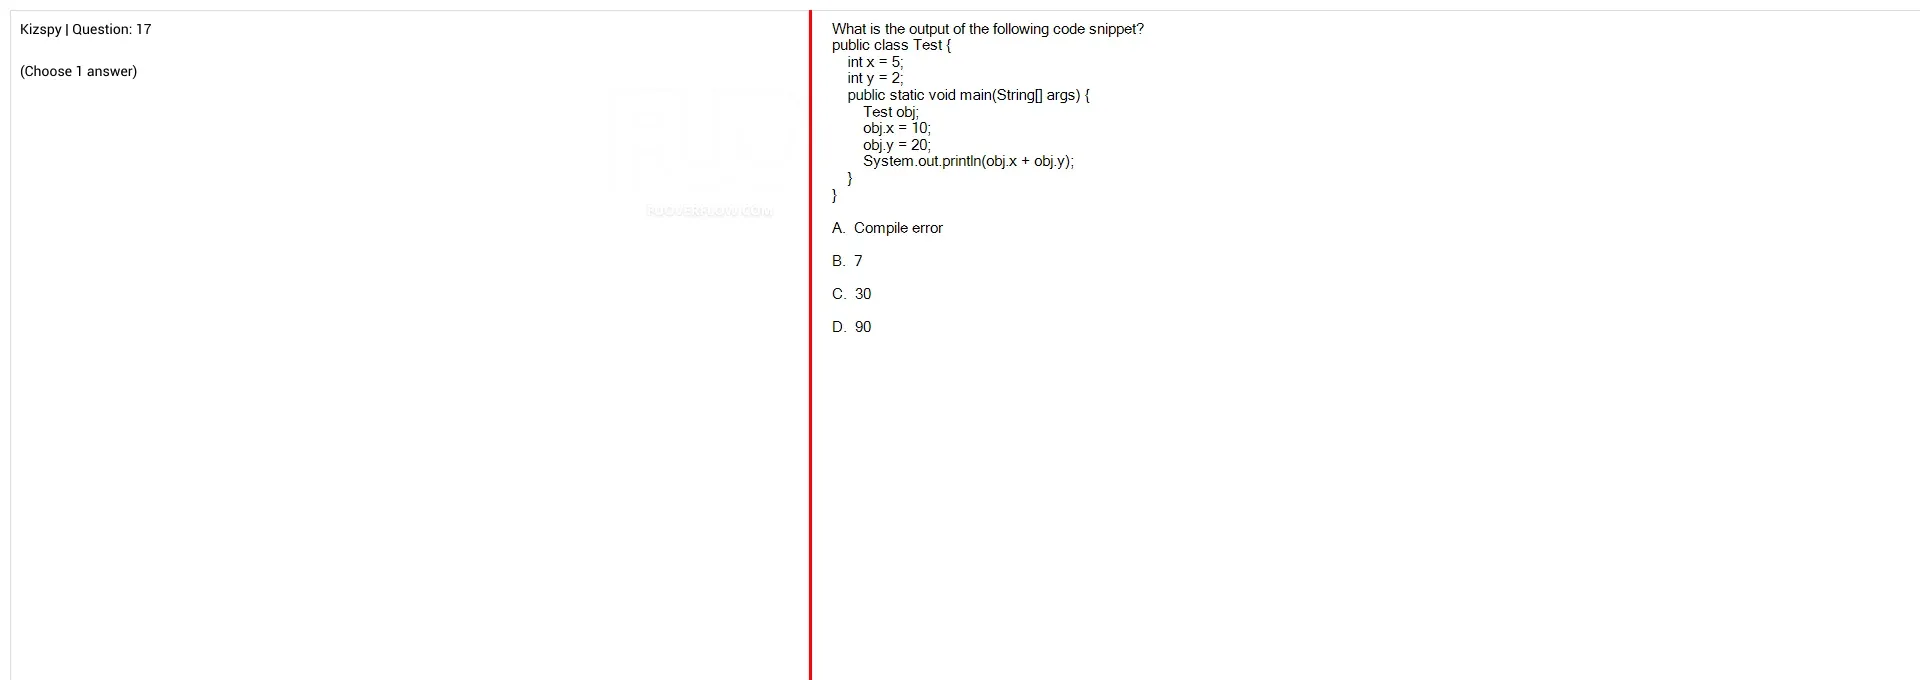 Kizspy | Question: 17
(Choose 1 answer)
FUOVERFLOW.COM
What is the output of the following code snippet?
public class Test {
int x = 5;
int y = 2;
public static void main(String[] args) {
Test obj;
obj.x = 10;
obj.y = 20;
System.out.println(obj.x + obj.y);
}
}
A. Compile error
B. 7
C. 30
D. 90